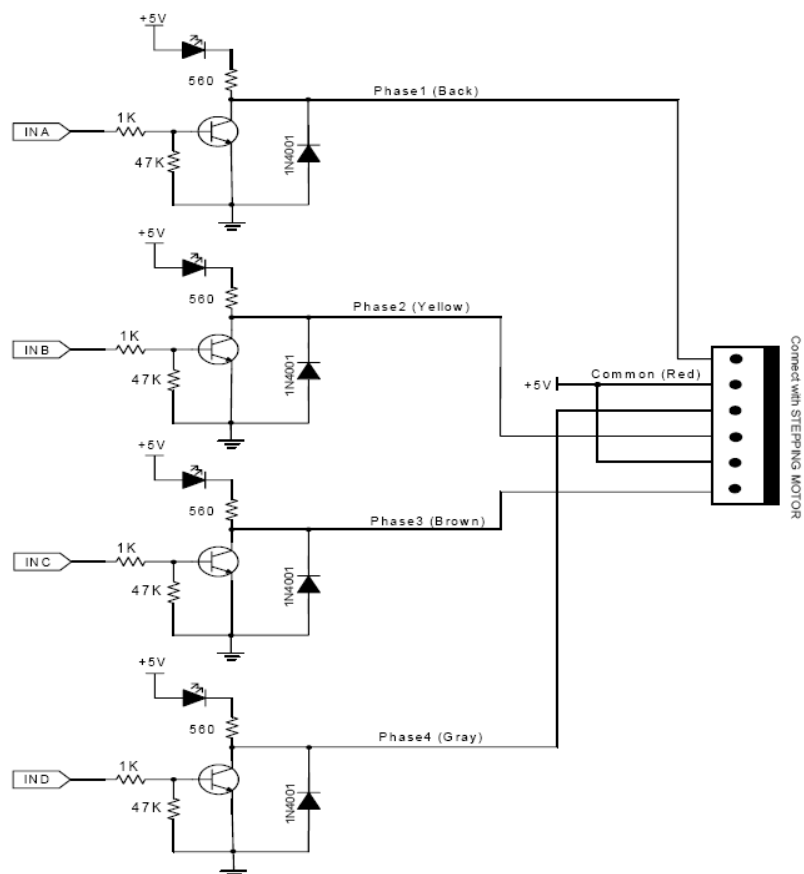 +5V
560
Phase1 (Back)
1K
INA
47K
1N4001
+5V
560
Phase2 (Yellow)
1K
INB
47K
1N4001
Common (Red)
+5V
Connect with STEPPING MOTOR
+5V
560
Phase3 (Brown)
1K
INC
47K
1N4001
+5V
560
Phase4 (Gray)
1K
IND
47K
1N4001